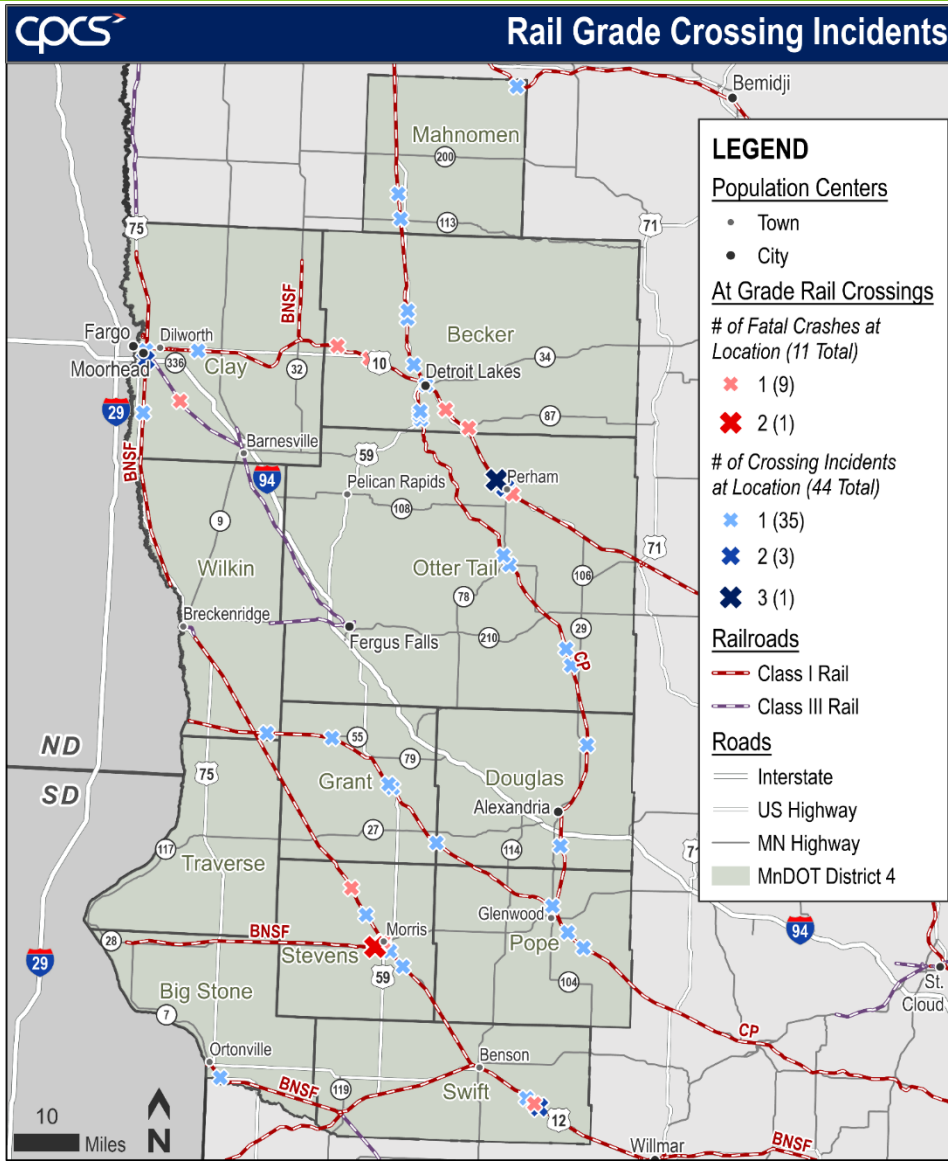 cpcs
Rail Grade Crossing Incidents
Bemidji
Mahnomen
200
113
75
71
BNSF
Becker
Fargo
Dilworth
Moorhead
336
Clay
32
10
34
Detroit Lakes
29
87
BNSF
Barnesville
59
94
Pelican Rapids
Perham
108
71
9
Wilkin
Otter Tail
106
78
Breckenridge
29
210
Fergus Falls
CP
ND
SD
55
75
79
Grant
Douglas
Alexandria
27
114
71
117
Traverse
Glenwood
Morris
Pope
28
BNSF
Stevens
29
59
104
94
St.
Cloud
Big Stone
7
CP
Ortonville
Benson
BNSF
119
Swift
12
Willmar
BNSF
10
Miles
N
LEGEND
Population Centers
Town
City
At Grade Rail Crossings
# of Fatal Crashes at
Location (11 Total)
1 (9)
2 (1)
# of Crossing Incidents
at Location (44 Total)
1 (35)
2 (3)
3 (1)
Railroads
Class I Rail
Class III Rail
Roads
Interstate
US Highway
MN Highway
MnDOT District 4